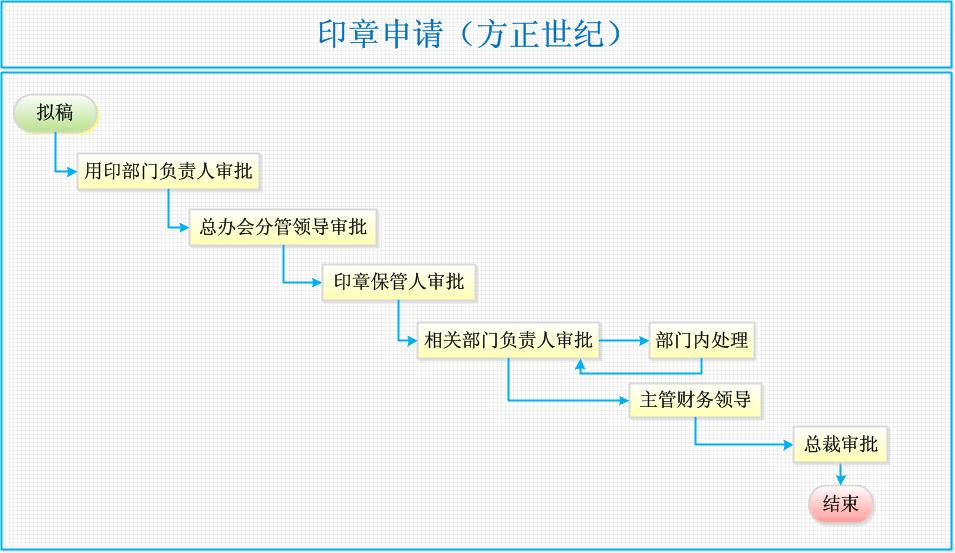 印章申请（方正世纪）
拟稿
用印部门负责人审批
总办会分管领导审批
印章保管人审批
相关部门负责人审批
部门内处理
主管财务领导
总裁审批
结束